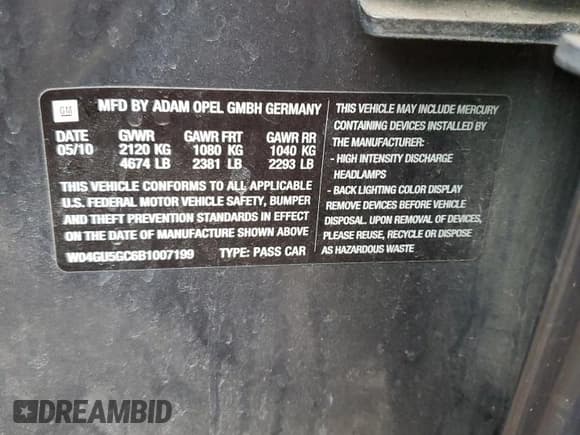 GM
MFD BY ADAM OPEL GMBH GERMANY
DATE GVWR GAWR FRT GAWR RR
05/10 2120 KG 1080 KG 1040 KG
4674 LB 2381 LB 2293 LB
THIS VEHICLE CONFORMS TO ALL APPLICABLE
U.S. FEDERAL MOTOR VEHICLE SAFETY, BUMPER
AND THEFT PREVENTION STANDARDS IN EFFECT
ON THE DATE OF MANUFACTURE SHOWN ABOVE
W04GU5GC6B1007199 TYPE: PASS CAR
THIS VEHICLE MAY INCLUDE MERCURY
CONTAINING DEVICES INSTALLED BY
THE MANUFACTURER:
- HIGH INTENSITY DISCHARGE
HEADLAMPS
- BACK LIGHTING COLOR DISPLAY
REMOVE DEVICES BEFORE VEHICLE
DISPOSAL. UPON REMOVAL OF DEVICES,
PLEASE REUSE, RECYCLE OR DISPOSE
AS HAZARDOUS WASTE
DREAMBID